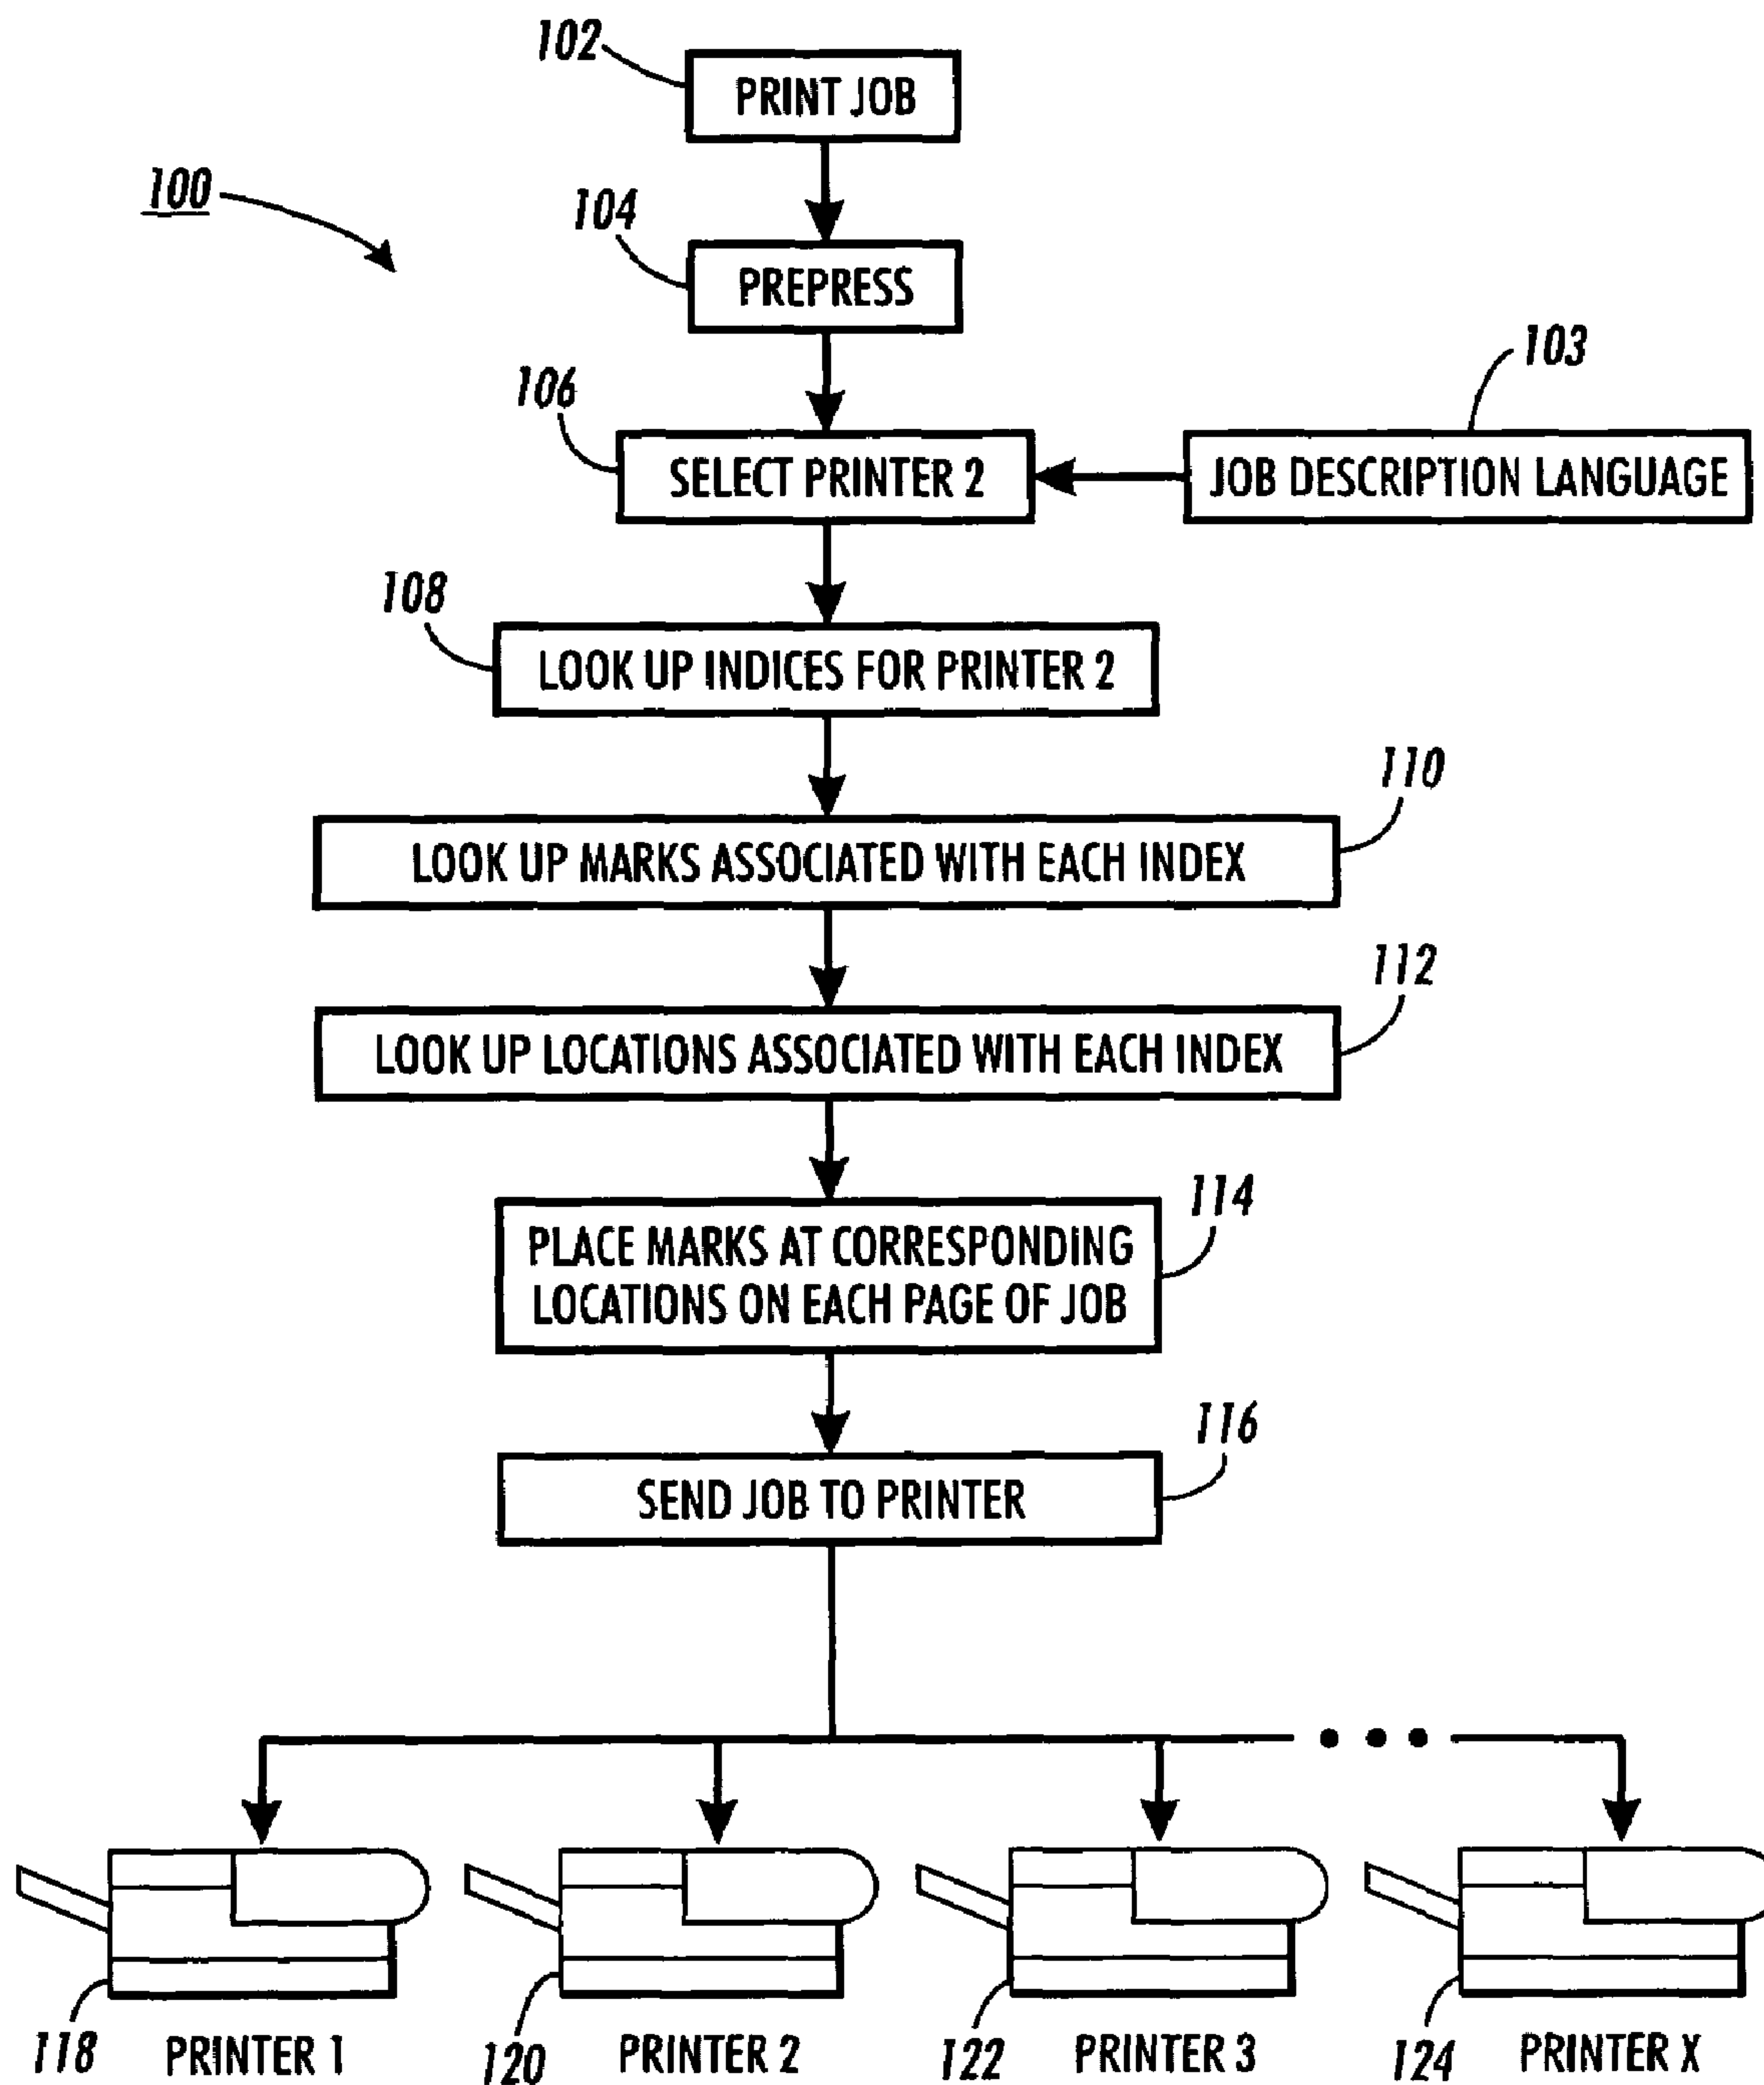 102
PRINT JOB
100
104
PREPRESS
103
106
SELECT PRINTER 2
JOB DESCRIPTION LANGUAGE
108
LOOK UP INDICES FOR PRINTER 2
110
LOOK UP MARKS ASSOCIATED WITH EACH INDEX
112
LOOK UP LOCATIONS ASSOCIATED WITH EACH INDEX
114
PLACE MARKS AT CORRESPONDING
LOCATIONS ON EACH PAGE OF JOB
116
SEND JOB TO PRINTER
118
PRINTER 1
120
PRINTER 2
122
PRINTER 3
124
PRINTER X